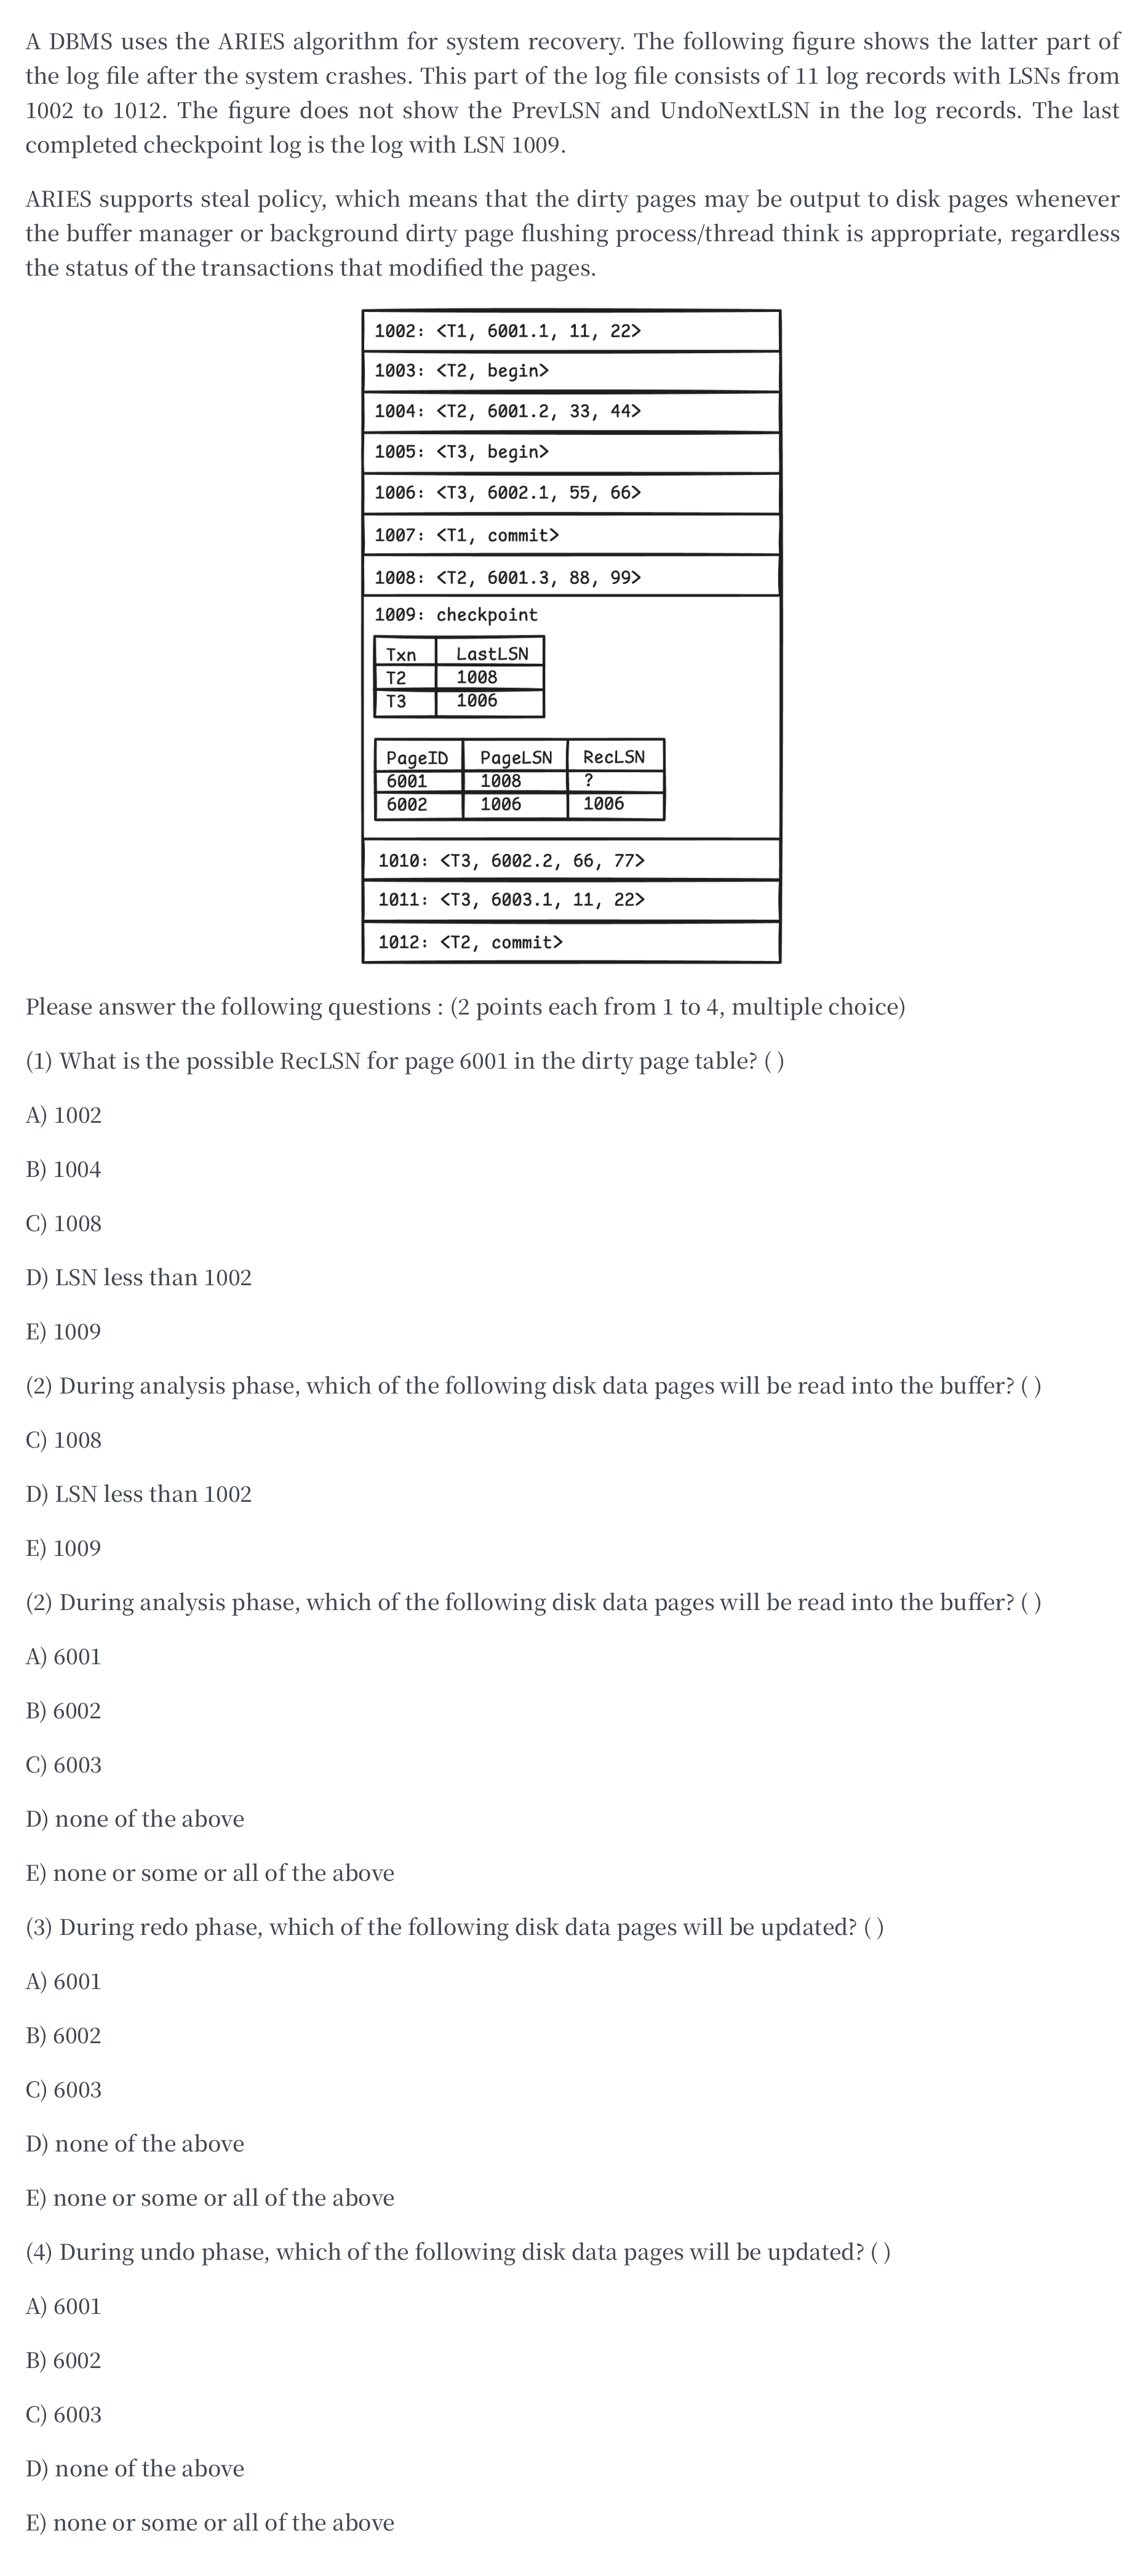 A DBMS uses the ARIES algorithm for system recovery. The following figure shows the latter part of
the log file after the system crashes. This part of the log file consists of 11 log records with LSNs from
1002 to 1012. The figure does not show the PrevLSN and UndoNextLSN in the log records. The last
completed checkpoint log is the log with LSN 1009.
ARIES supports steal policy, which means that the dirty pages may be output to disk pages whenever
the buffer manager or background dirty page flushing process/thread think is appropriate, regardless
the status of the transactions that modified the pages.
1002: <T1, 6001.1, 11, 22>
1003: <T2, begin>
1004: <T2, 6001.2, 33, 44>
1005: <T3, begin>
1006: <T3, 6002.1, 55, 66>
1007: <T1, commit>
1008: <T2, 6001.3, 88, 99>
1009: checkpoint
Txn LastLSN
T2 1008
T3 1006
PageID PageLSN RecLSN
6001 1008 ?
6002 1006 1006
1010: <T3, 6002.2, 66, 77>
1011: <T3, 6003.1, 11, 22>
1012: <T2, commit>
Please answer the following questions : (2 points each from 1 to 4, multiple choice)
(1) What is the possible RecLSN for page 6001 in the dirty page table? ( )
A) 1002
B) 1004
C) 1008
D) LSN less than 1002
E) 1009
(2) During analysis phase, which of the following disk data pages will be read into the buffer? ( )
C) 1008
D) LSN less than 1002
E) 1009
(2) During analysis phase, which of the following disk data pages will be read into the buffer? ( )
A) 6001
B) 6002
C) 6003
D) none of the above
E) none or some or all of the above
(3) During redo phase, which of the following disk data pages will be updated? ( )
A) 6001
B) 6002
C) 6003
D) none of the above
E) none or some or all of the above
(4) During undo phase, which of the following disk data pages will be updated? ( )
A) 6001
B) 6002
C) 6003
D) none of the above
E) none or some or all of the above